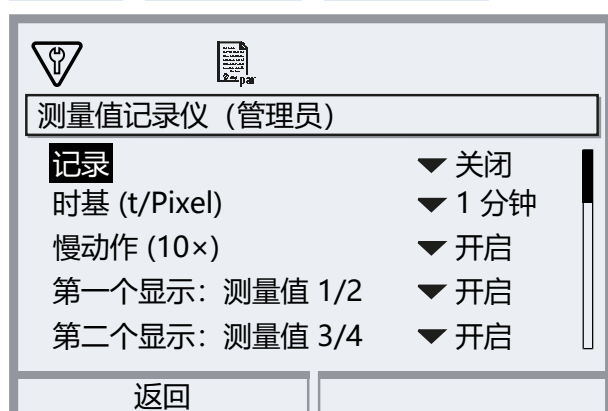 par
测量值记录仪（管理员）
记录 关闭
时基 (t/Pixel) 1 分钟
慢动作 (10×) 开启
第一个显示：测量值 1/2 开启
第二个显示：测量值 3/4 开启
返回